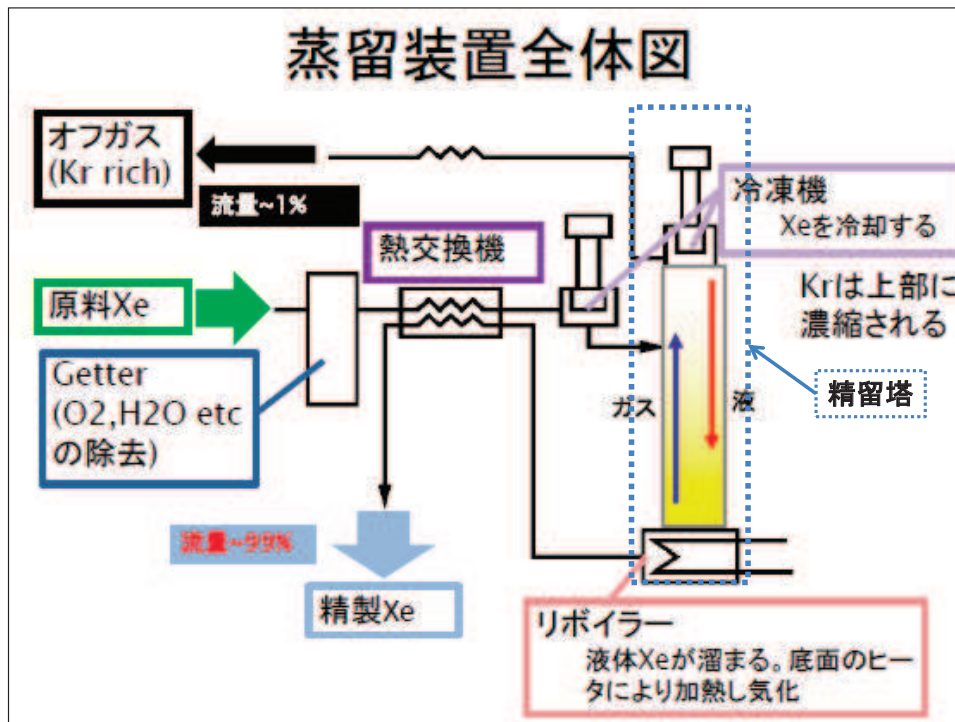 蒸留装置全体図
オフガス
(Kr rich)
流量~1%
冷凍機
Xeを冷却する
熱交換機
原料Xe
Krは上部に
濃縮される
Getter
(O2,H2O etc
の除去)
精留塔
ガス
液
流量~99%
精製Xe
リボイラー
液体Xeが溜まる。底面のヒー
タにより加熱し気化